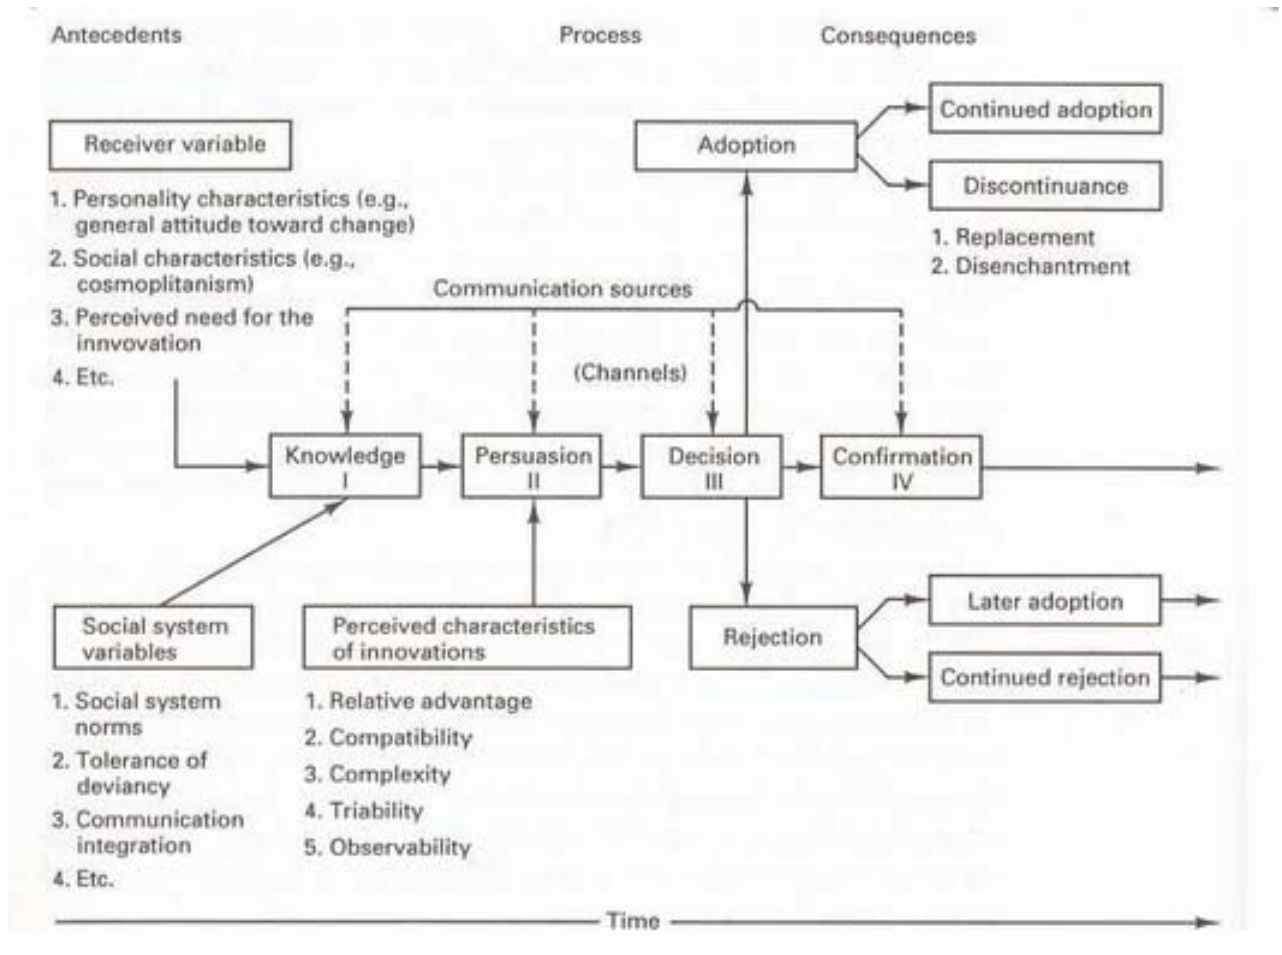 Antecedents
Process
Consequences
Receiver variable
1. Personality characteristics (e.g.,
general attitude toward change)
2. Social characteristics (e.g.,
cosmoplitanism)
3. Perceived need for the
innvovation
4. Etc.
Communication sources
(Channels)
Adoption
Continued adoption
Discontinuance
1. Replacement
2. Disenchantment
Knowledge
I
Persuasion
II
Decision
III
Confirmation
IV
Social system
variables
1. Social system
norms
2. Tolerance of
deviancy
3. Communication
integration
4. Etc.
Perceived characteristics
of innovations
1. Relative advantage
2. Compatibility
3. Complexity
4. Triability
5. Observability
Rejection
Later adoption
Continued rejection
Time